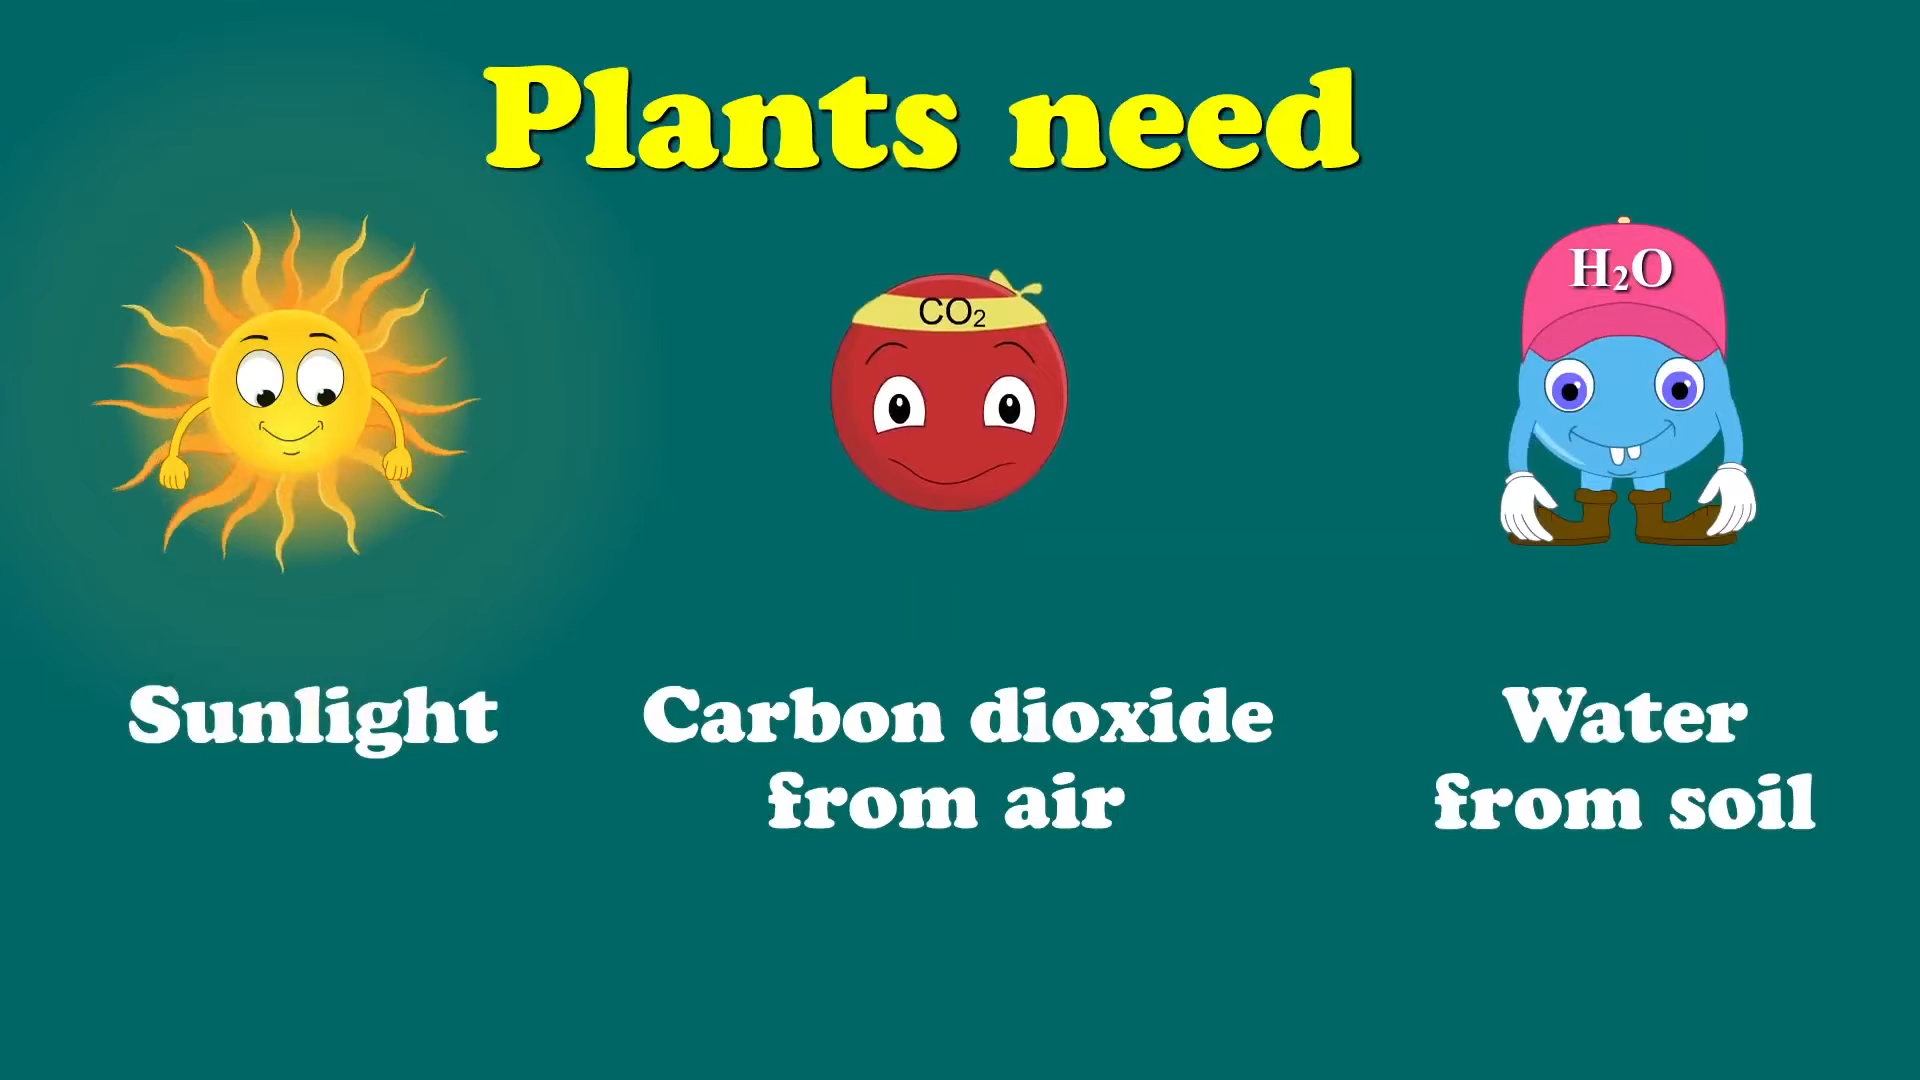 Plants need
CO₂
H₂O
Sunlight
Carbon dioxide
from air
Water
from soil